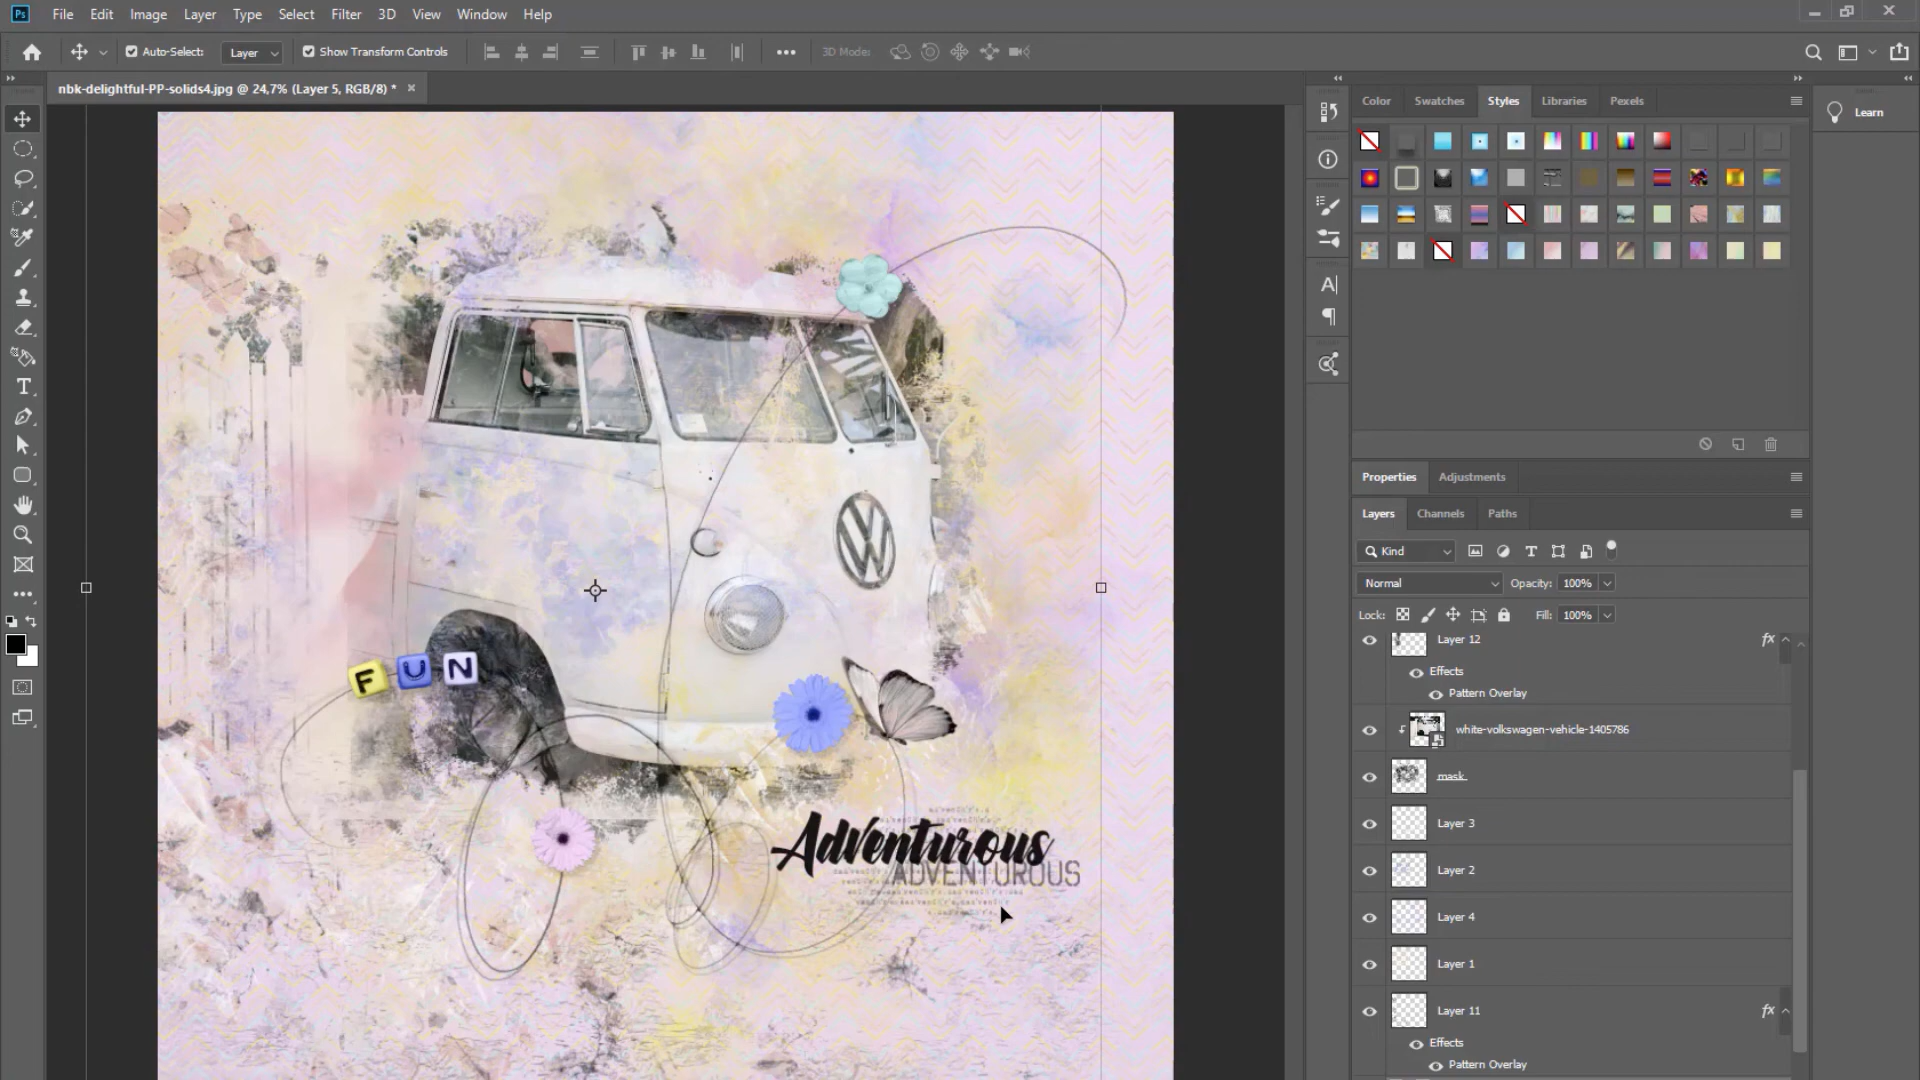 Ps File Edit Image Layer Type Select Filter 3D View Window Help
Auto-Select: Layer Show Transform Controls 3D Mode:
nbk-delightful-PP-solids4.jpg @ 24,7% (Layer 5, RGB/8) *
Color Swatches Styles Libraries Pexels
Learn
Properties Adjustments
Layers Channels Paths
Kind
Normal Opacity: 100%
Lock: Fill: 100%
Layer 12 fx
Effects
Pattern Overlay
white-volkswagen-vehicle-1405786
mask
Layer 3
Layer 2
Layer 4
Layer 1
Layer 11 fx
Effects
Pattern Overlay
FUN
Adventurous
ADVENTUROUS